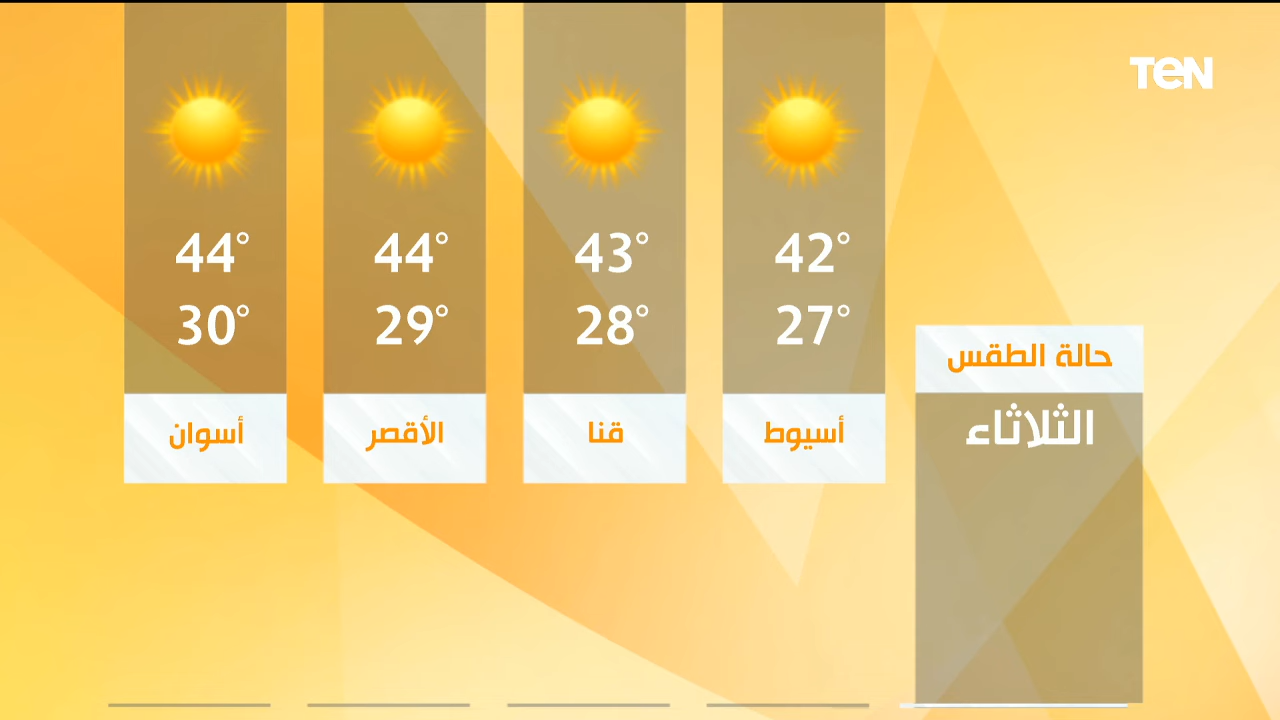 TEN
حالة الطقس
الثلاثاء
42°
27°
أسيوط
43°
28°
قنا
44°
29°
الأقصر
44°
30°
أسوان